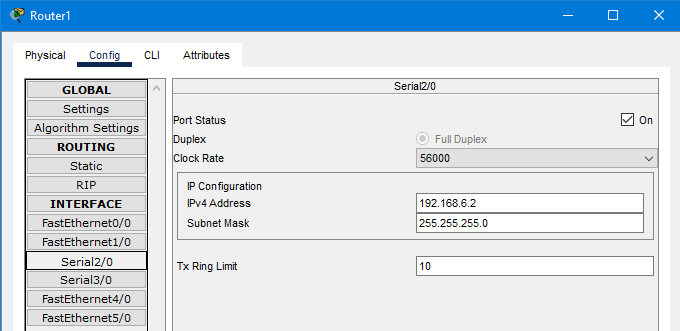 Router1
Physical Config CLI Attributes
GLOBAL
Settings
Algorithm Settings
ROUTING
Static
RIP
INTERFACE
FastEthernet0/0
FastEthernet1/0
Serial2/0
Serial3/0
FastEthernet4/0
FastEthernet5/0
Serial2/0
Port Status On
Duplex Full Duplex
Clock Rate 56000
IP Configuration
IPv4 Address 192.168.6.2
Subnet Mask 255.255.255.0
Tx Ring Limit 10